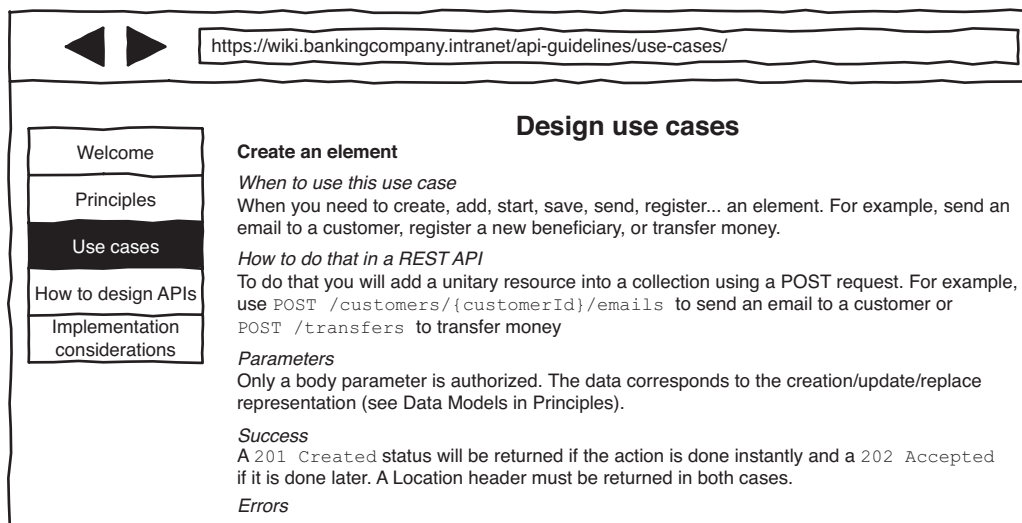 https://wiki.bankingcompany.intranet/api-guidelines/use-cases/
Welcome
Principles
Use cases
How to design APIs
Implementation
considerations
Design use cases
Create an element
When to use this use case
When you need to create, add, start, save, send, register... an element. For example, send an
email to a customer, register a new beneficiary, or transfer money.
How to do that in a REST API
To do that you will add a unitary resource into a collection using a POST request. For example,
use POST /customers/{customerId}/emails to send an email to a customer or
POST /transfers to transfer money
Parameters
Only a body parameter is authorized. The data corresponds to the creation/update/replace
representation (see Data Models in Principles).
Success
A 201 Created status will be returned if the action is done instantly and a 202 Accepted
if it is done later. A Location header must be returned in both cases.
Errors